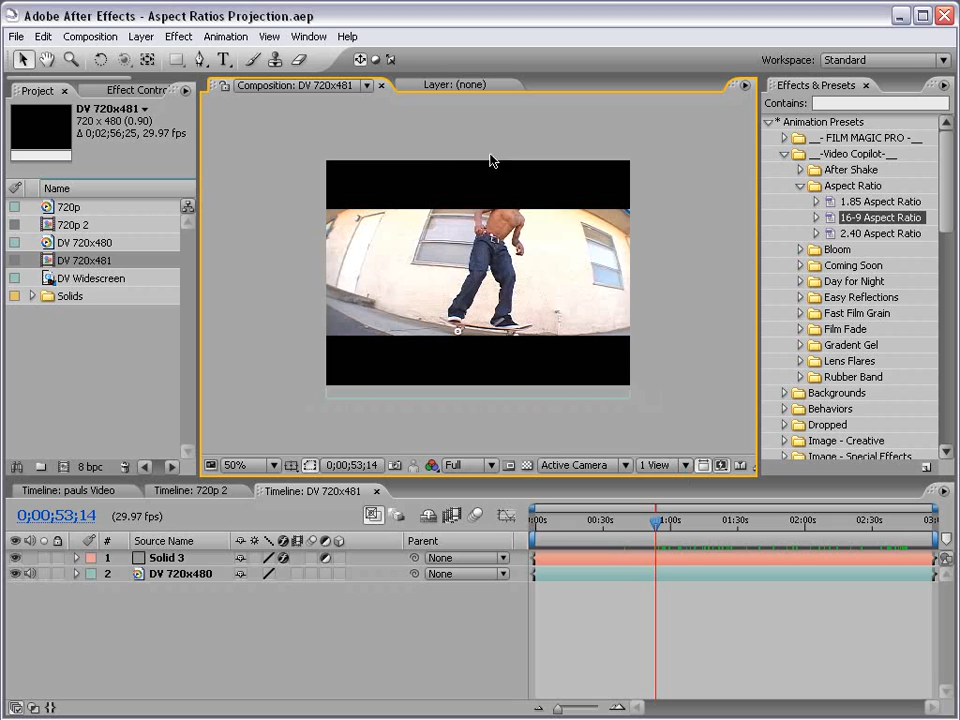 Adobe After Effects - Aspect Ratios Projection.aep
File Edit Composition Layer Effect Animation View Window Help
Workspace: Standard
Project
Effect Contro
Composition: DV 720x481
Layer: (none)
Effects & Presets
DV 720x481
720 x 480 (0.90)
Δ 0;02;56;25, 29.97 fps
Contains:
* Animation Presets
__- FILM MAGIC PRO -__
__-Video Copilot-__
After Shake
Aspect Ratio
1.85 Aspect Ratio
16-9 Aspect Ratio
2.40 Aspect Ratio
Bloom
Coming Soon
Day for Night
Easy Reflections
Fast Film Grain
Film Fade
Gradent Gel
Lens Flares
Rubber Band
Backgrounds
Behaviors
Dropped
Image - Creative
Image - Special Effects
Name
720p
720p 2
DV 720x480
DV 720x481
DV Widescreen
Solids
8 bpc
50% 0;00;53;14 Full Active Camera 1 View
Timeline: pauls Video
Timeline: 720p 2
Timeline: DV 720x481
0;00;53;14 (29.97 fps)
00s 00:30s 1:00s 01:30s 02:00s 02:30s 03:0
# Source Name Parent
1 Solid 3 None
2 DV 720x480 None